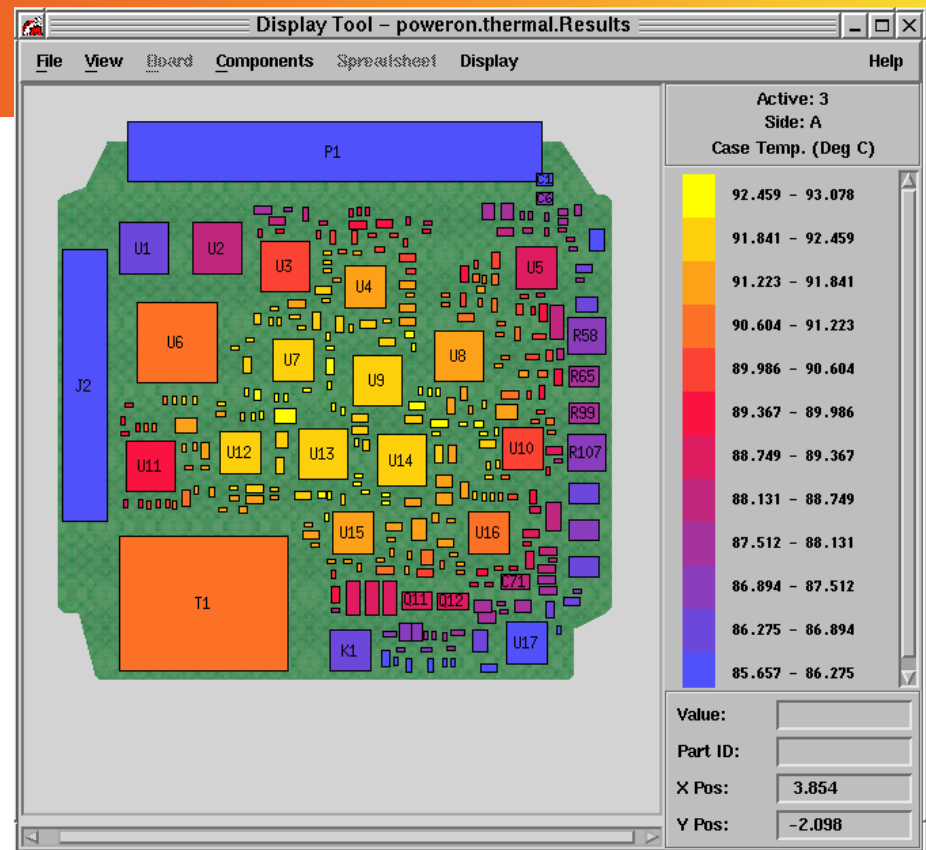 Display Tool – poweron.thermal.Results
File View Board Components Spreadsheet Display Help
Active: 3
Side: A
Case Temp. (Deg C)
92.459 – 93.078
91.841 – 92.459
91.223 – 91.841
90.604 – 91.223
89.986 – 90.604
89.367 – 89.986
88.749 – 89.367
88.131 – 88.749
87.512 – 88.131
86.894 – 87.512
86.275 – 86.894
85.657 – 86.275
Value:
Part ID:
X Pos: 3.854
Y Pos: -2.098
P1
C1
C6
U1 U2 U3 U4 U5
U6 U7 U8 R58
J2 U9 R65
R99
U11 U12 U13 U14 U10 R107
U15 U16
C71
T1 Q11 Q12
K1 U17